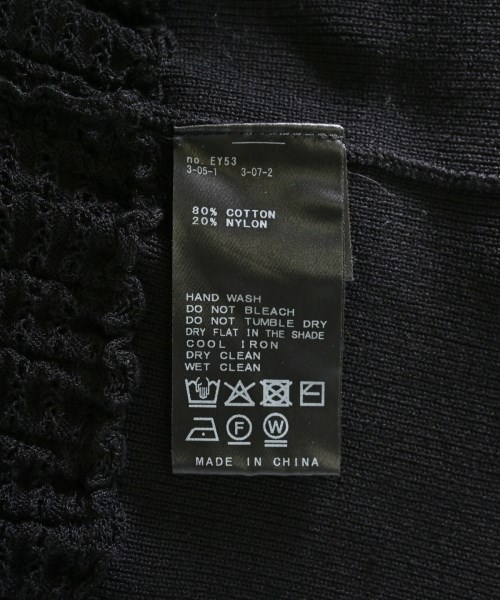 no. EY53
3-05-1 3-07-2
80% COTTON
20% NYLON
HAND WASH
DO NOT BLEACH
DO NOT TUMBLE DRY
DRY FLAT IN THE SHADE
COOL IRON
DRY CLEAN
WET CLEAN
F W
MADE IN CHINA